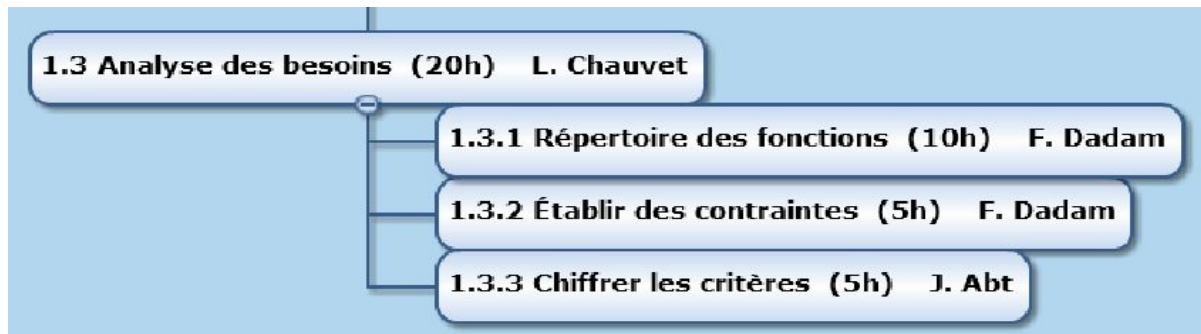 1.3 Analyse des besoins (20h) L. Chauvet
1.3.1 Répertoire des fonctions (10h) F. Dadam
1.3.2 Établir des contraintes (5h) F. Dadam
1.3.3 Chiffrer les critères (5h) J. Abt